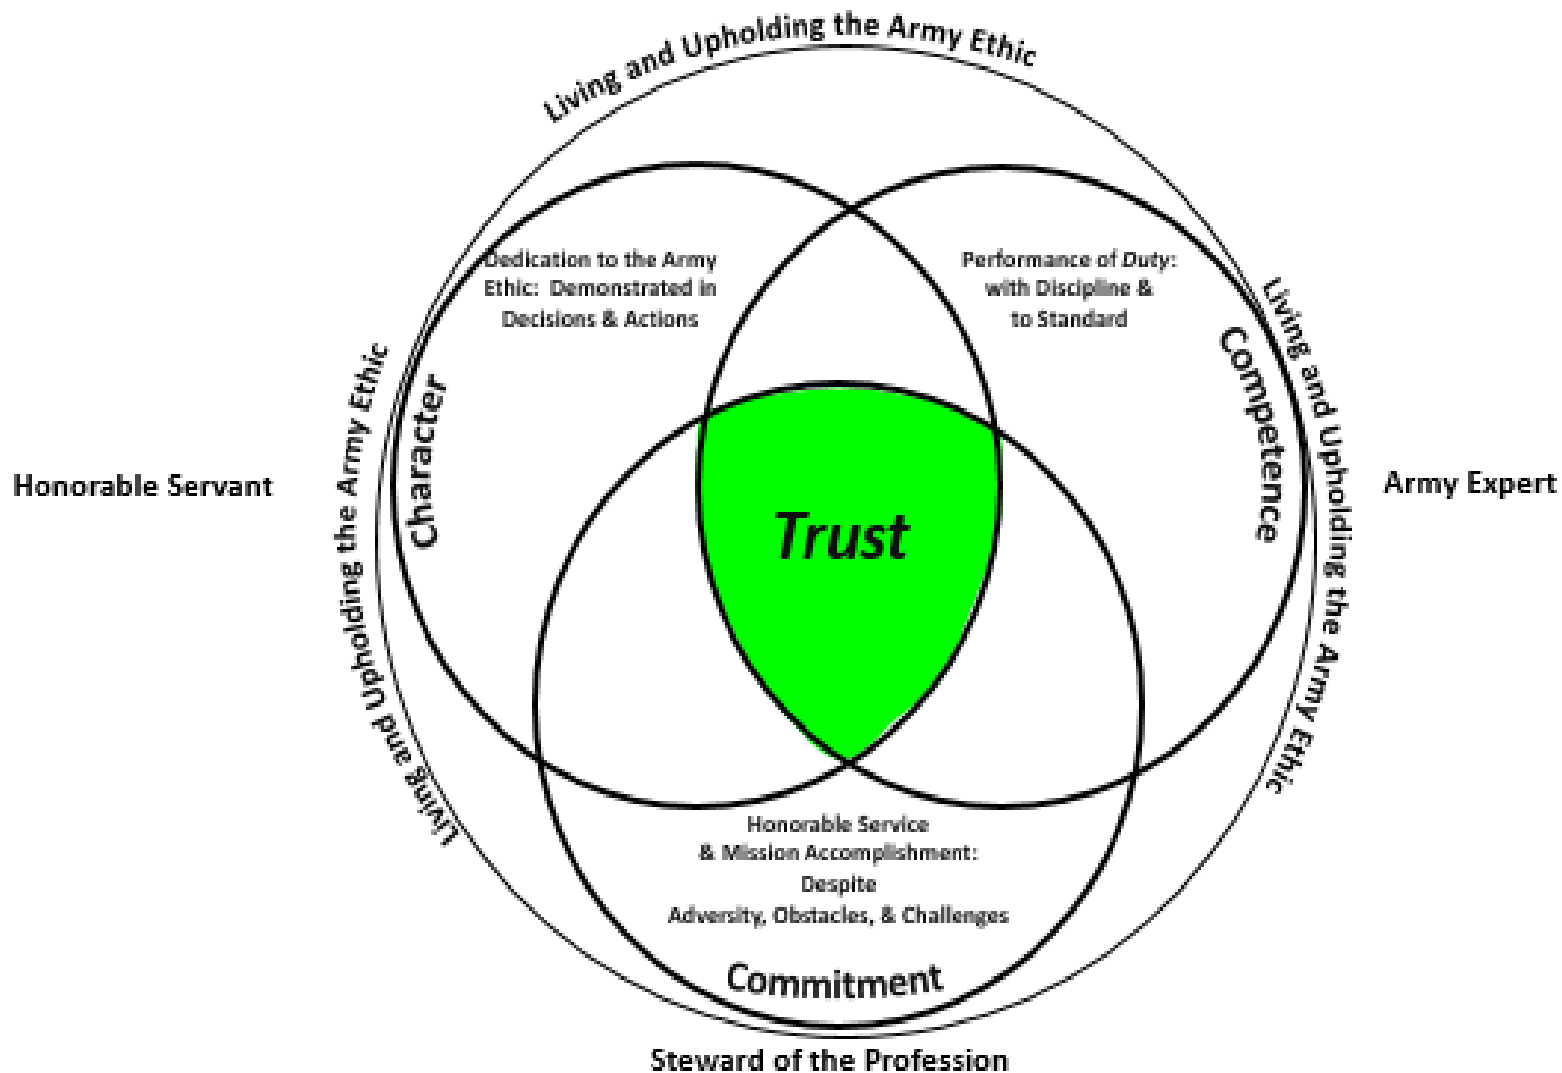 Living and Upholding the Army Ethic
Dedication to the Army
Ethic: Demonstrated in
Decisions & Actions
Performance of Duty:
with Discipline &
to Standard
Living and Upholding the Army Ethic
Character
Competence
Living and Upholding the Army Ethic
Honorable Servant
Army Expert
Trust
Honorable Service
& Mission Accomplishment:
Despite
Adversity, Obstacles, & Challenges
Commitment
Steward of the Profession